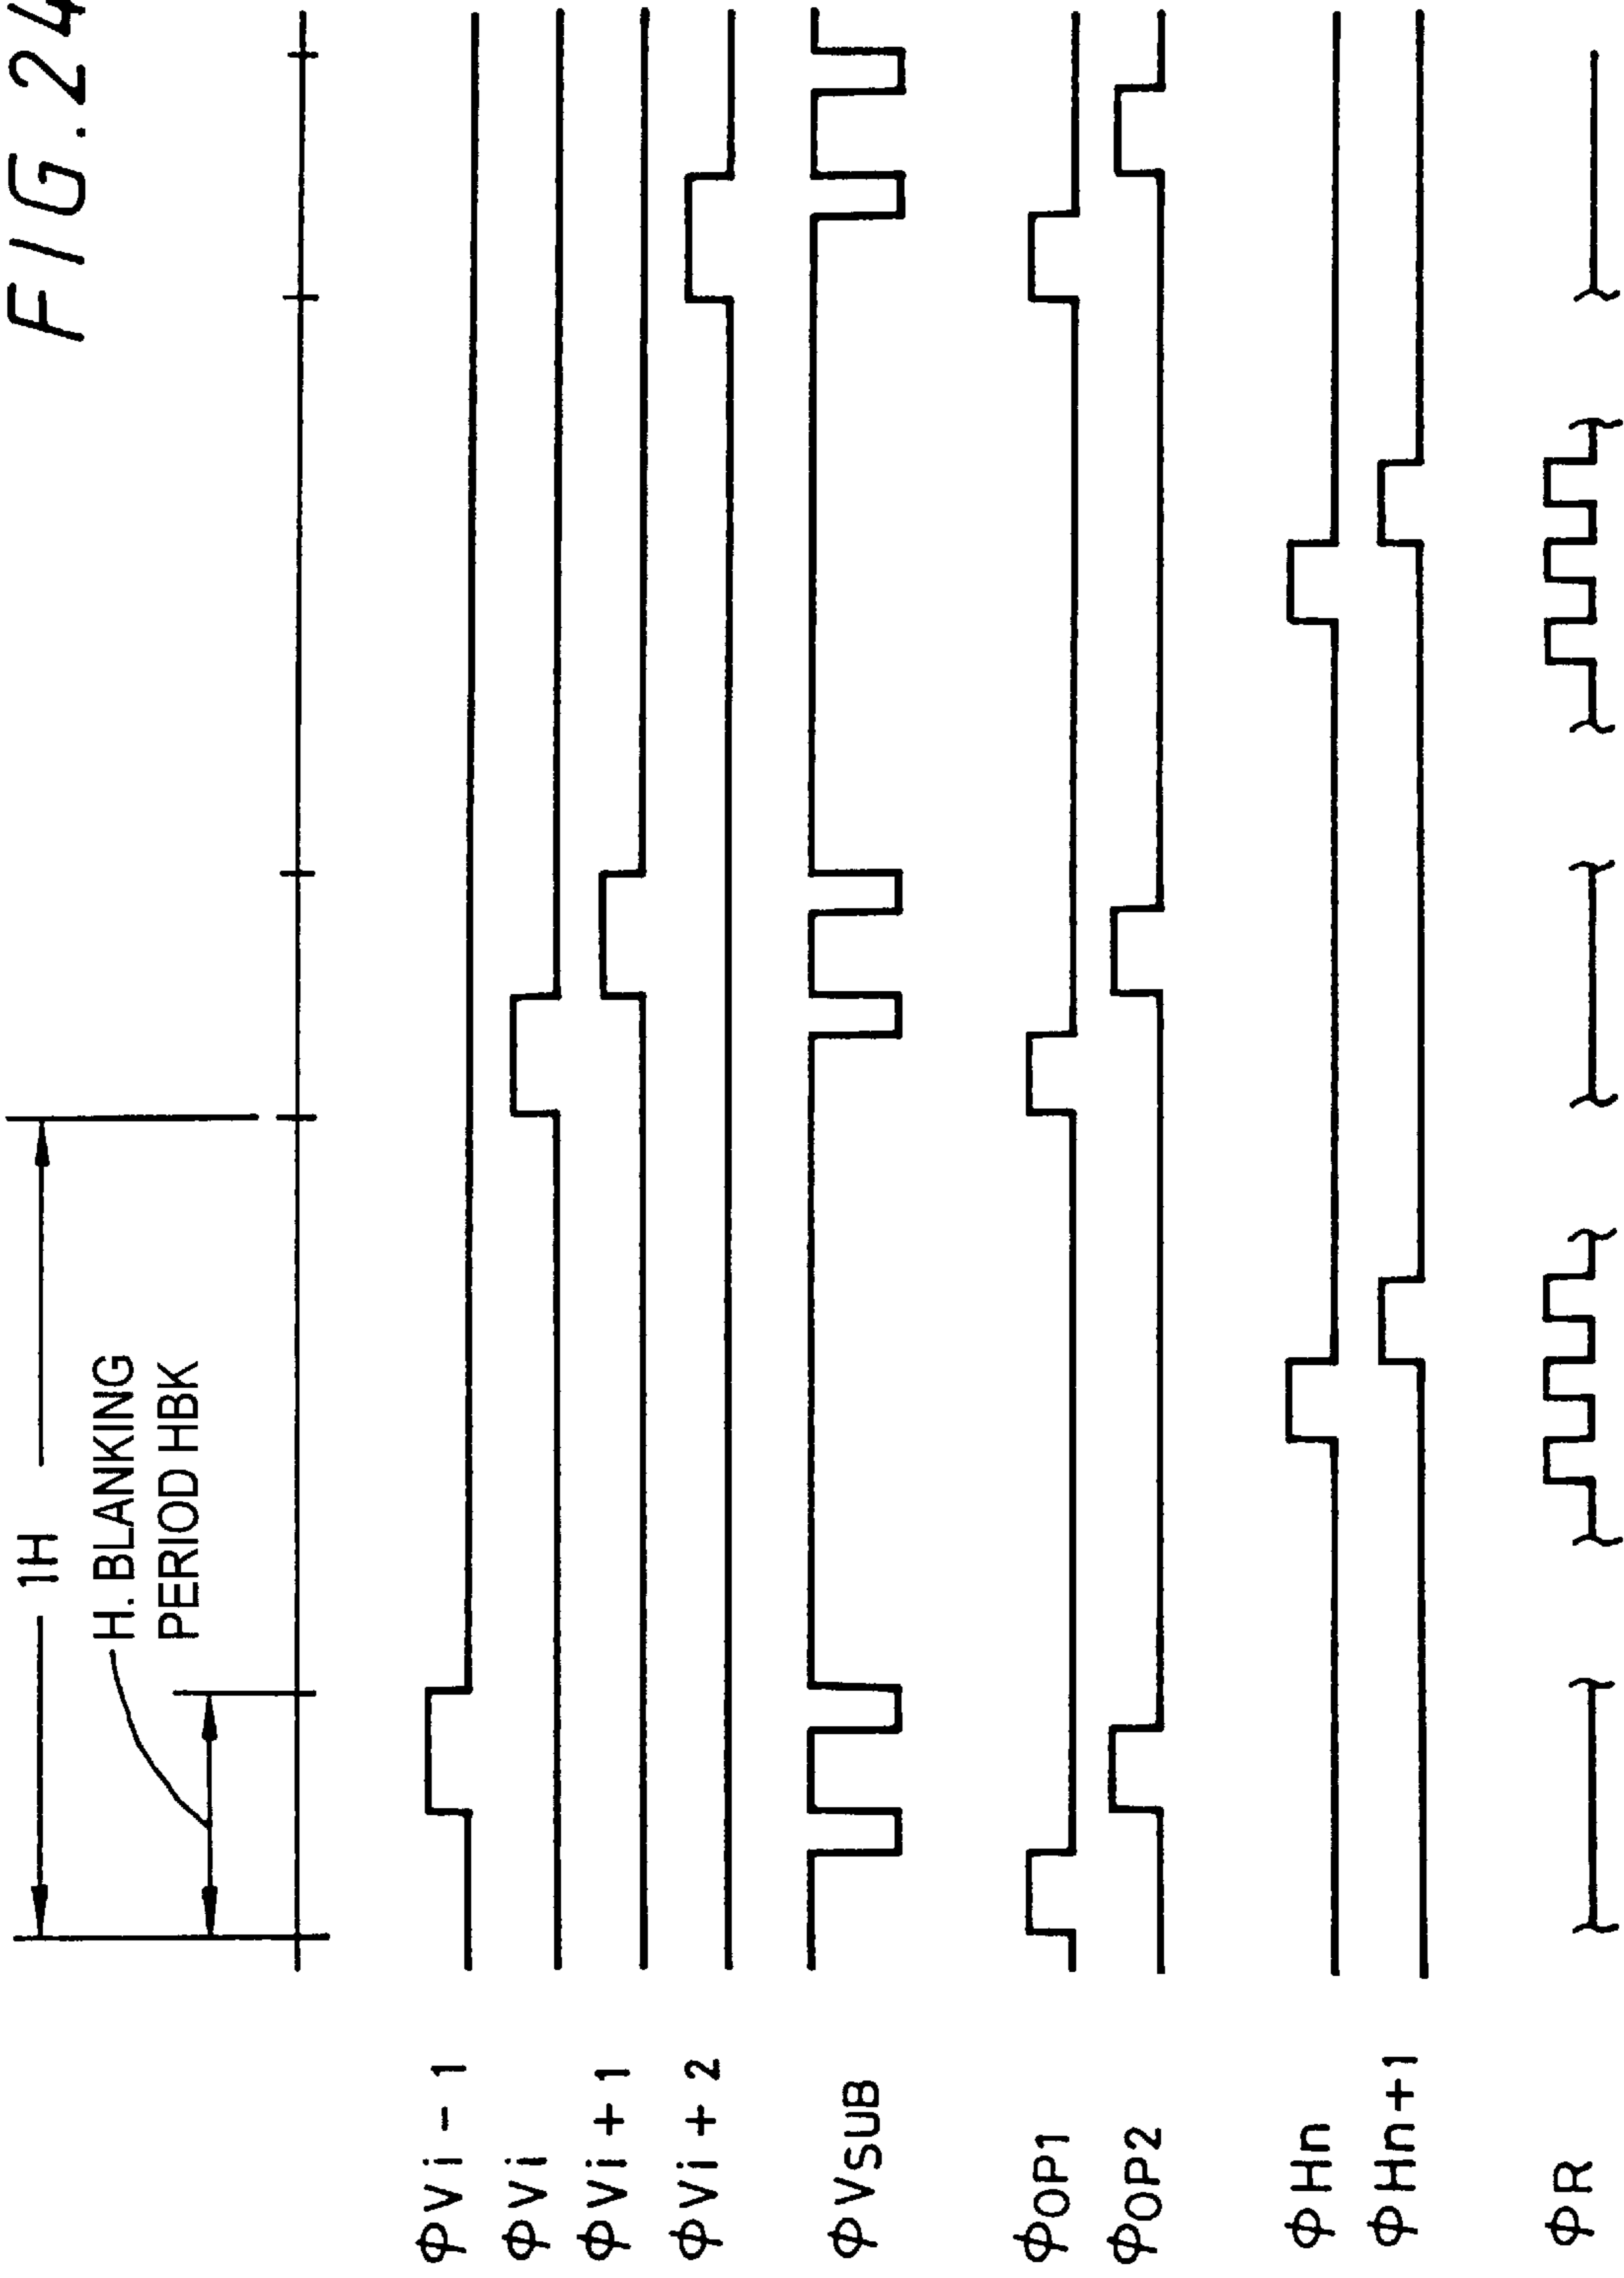 FIG. 24
1H
H. BLANKING
PERIOD HBK
φVi - 1
φVi
φVi + 1
φVi + 2
φVSUB
φOP1
φOP2
φHn
φHn+1
φR